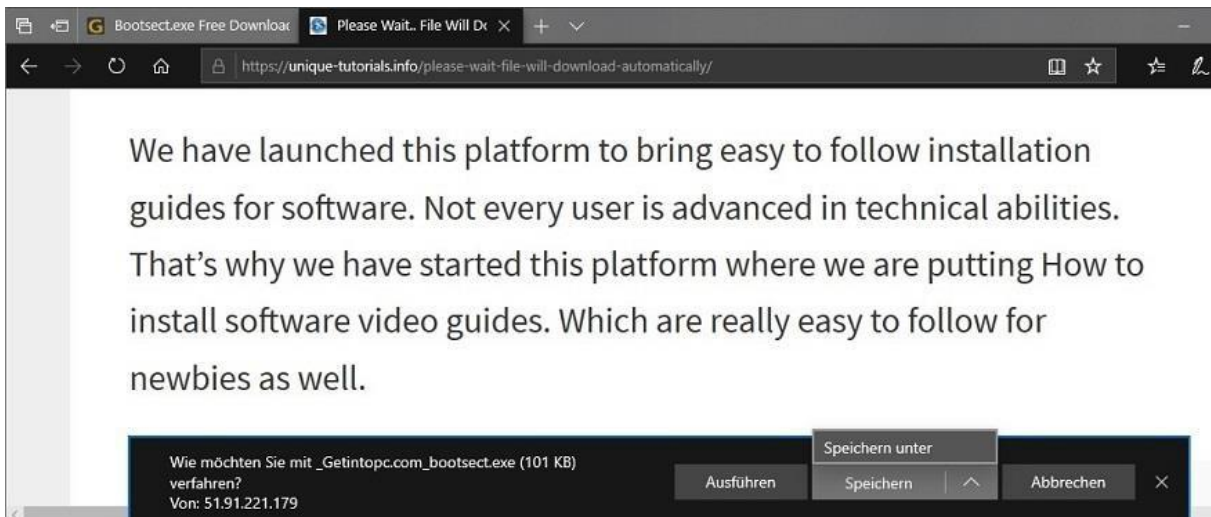 Bootsect.exe Free Downloa
Please Wait.. File Will Do
https://unique-tutorials.info/please-wait-file-will-download-automatically/
We have launched this platform to bring easy to follow installation
guides for software. Not every user is advanced in technical abilities.
That’s why we have started this platform where we are putting How to
install software video guides. Which are really easy to follow for
newbies as well.
Speichern unter
Wie möchten Sie mit _Getintopc.com_bootsect.exe (101 KB)
verfahren?
Von: 51.91.221.179
Ausführen Speichern Abbrechen